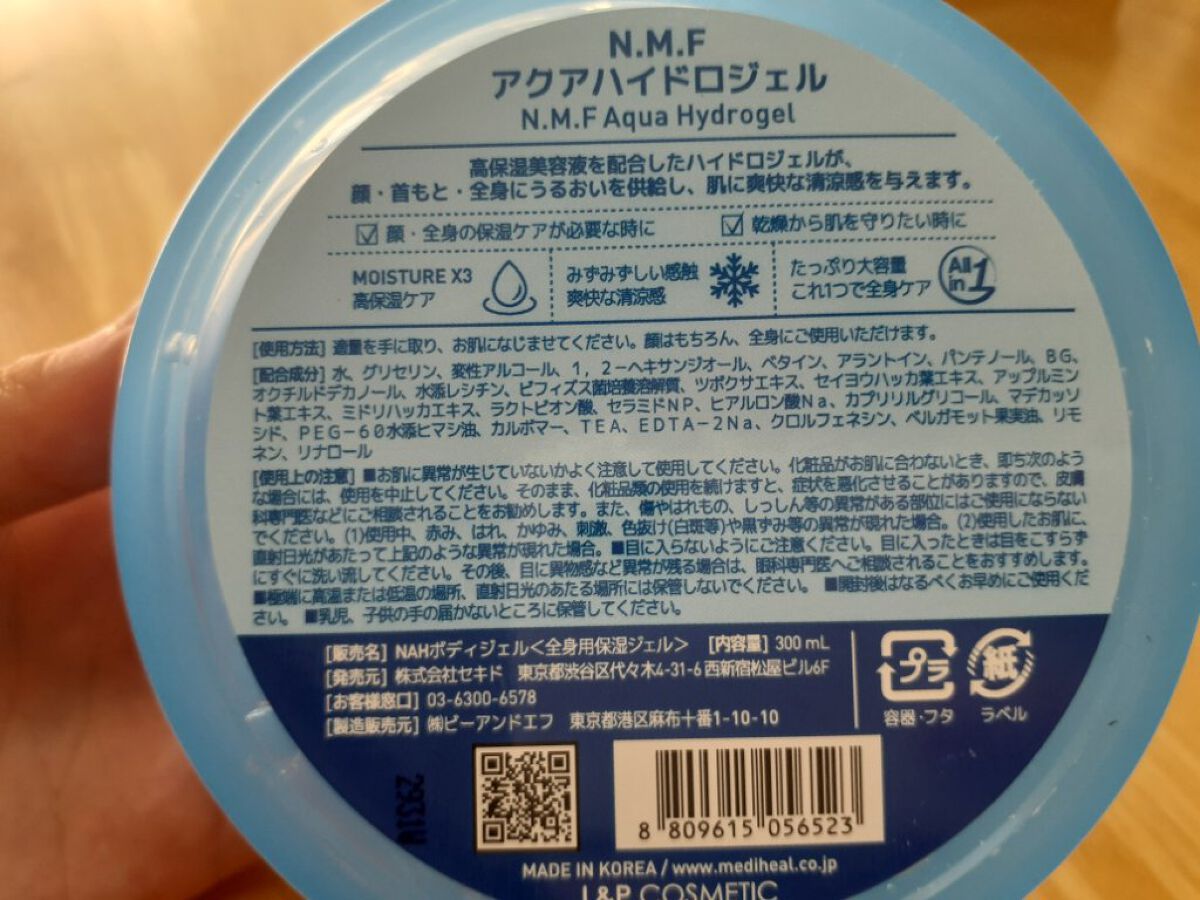 N.M.F
アクアハイドロジェル
N.M.F Aqua Hydrogel
高保湿美容液を配合したハイドロジェルが、
顔・首もと・全身にうるおいを供給し、肌に爽快な清涼感を与えます。
顔・全身の保湿ケアが必要な時に
乾燥から肌を守りたい時に
MOISTURE X3
高保湿ケア
みずみずしい感触
爽快な清涼感
たっぷり大容量
これ1つで全身ケア
All in 1
[使用方法] 適量を手に取り、お肌になじませてください。顔はもちろん、全身にご使用いただけます。
[配合成分] 水、グリセリン、変性アルコール、1，2－ヘキサンジオール、ベタイン、アラントイン、パンテノール、BG、
オクチルドデカノール、水添レシチン、ビフィズス菌培養溶解質、ツボクサエキス、セイヨウハッカ葉エキス、アップルミン
ト葉エキス、ミドリハッカエキス、ラクトビオン酸、セラミドNP、ヒアルロン酸Na、カプリリルグリコール、マデカッソ
シド、PEG－60水添ヒマシ油、カルボマー、TEA、EDTA－2Na、クロルフェネシン、ベルガモット果実油、リモ
ネン、リナロール
[使用上の注意] ■お肌に異常が生じていないかよく注意して使用してください。化粧品がお肌に合わないとき、即ち次のよう
な場合には、使用を中止してください。そのまま、化粧品類の使用を続けますと、症状を悪化させることがありますので、皮膚
科専門医などにご相談されることをお勧めします。また、傷やはれもの、しっしん等の異常がある部位にはご使用にならない
でください。(1)使用中、赤み、はれ、かゆみ、刺激、色抜け(白斑等)や黒ずみ等の異常が現れた場合。(2)使用したお肌に、
直射日光があたって上記のような異常が現れた場合。■目に入らないようにご注意ください。目に入ったときは目をこすらず
にすぐに洗い流してください。その後、目に異物感など異常が残る場合は、眼科専門医へご相談されることをおすすめします。
■極端に高温または低温の場所、直射日光のあたる場所には保管しないでください。 ■開封後はなるべくお早めにご使用くだ
さい。 ■乳児、子供の手の届かないところに保管してください。
[販売名] NAHボディジェル＜全身用保湿ジェル＞ [内容量] 300 mL
[発売元] 株式会社セキド 東京都渋谷区代々木4-31-6 西新宿松屋ビル6F
[お客様窓口] 03-6300-6578
[製造販売元] ㈱ビーアンドエフ 東京都港区麻布十番1-10-10
プラ
容器・フタ
紙
ラベル
8 809615 056523
MADE IN KOREA / www.mediheal.co.jp
L&P COSMETIC